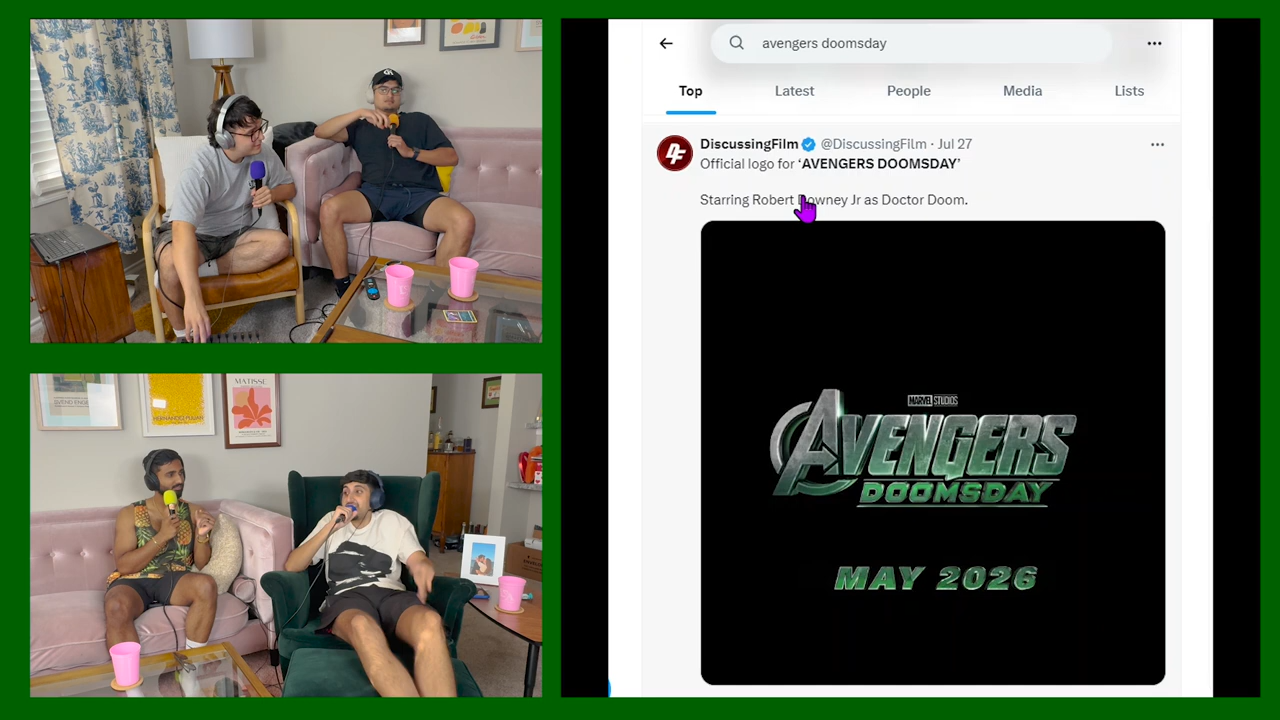 avengers doomsday
Top
Latest
People
Media
Lists
DiscussingFilm @DiscussingFilm · Jul 27
Official logo for ‘AVENGERS DOOMSDAY’
Starring Robert Downey Jr as Doctor Doom.
MARVEL STUDIOS
AVENGERS
DOOMSDAY
MAY 2026
MATISSE